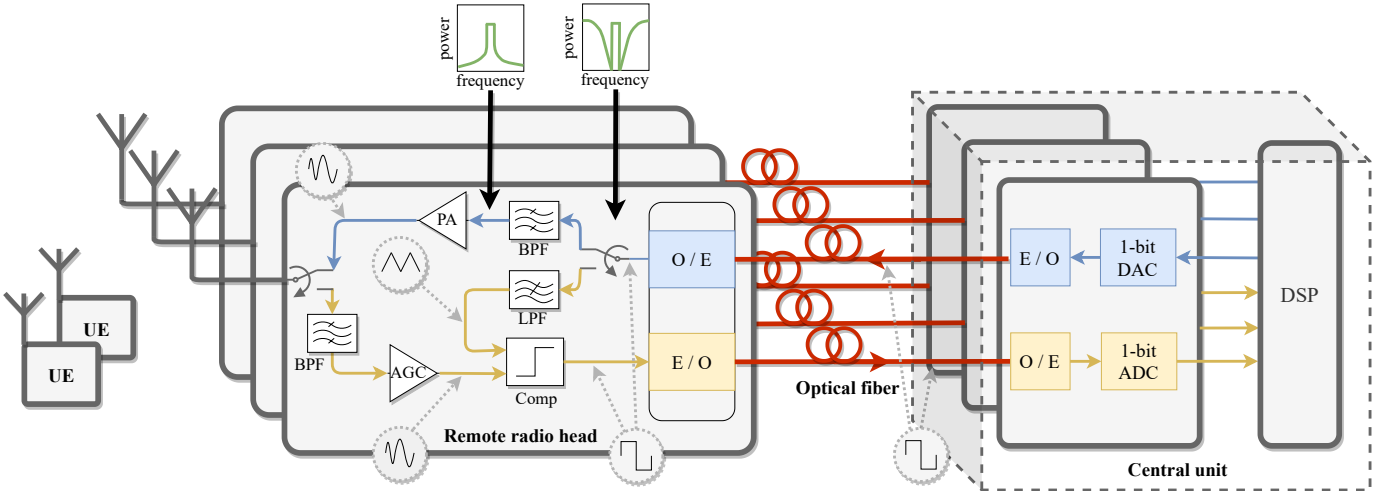 power
frequency
power
frequency
PA
BPF
O / E
LPF
BPF
AGC
Comp
E / O
Remote radio head
UE
UE
Optical fiber
E / O
1-bit
DAC
O / E
1-bit
ADC
DSP
Central unit